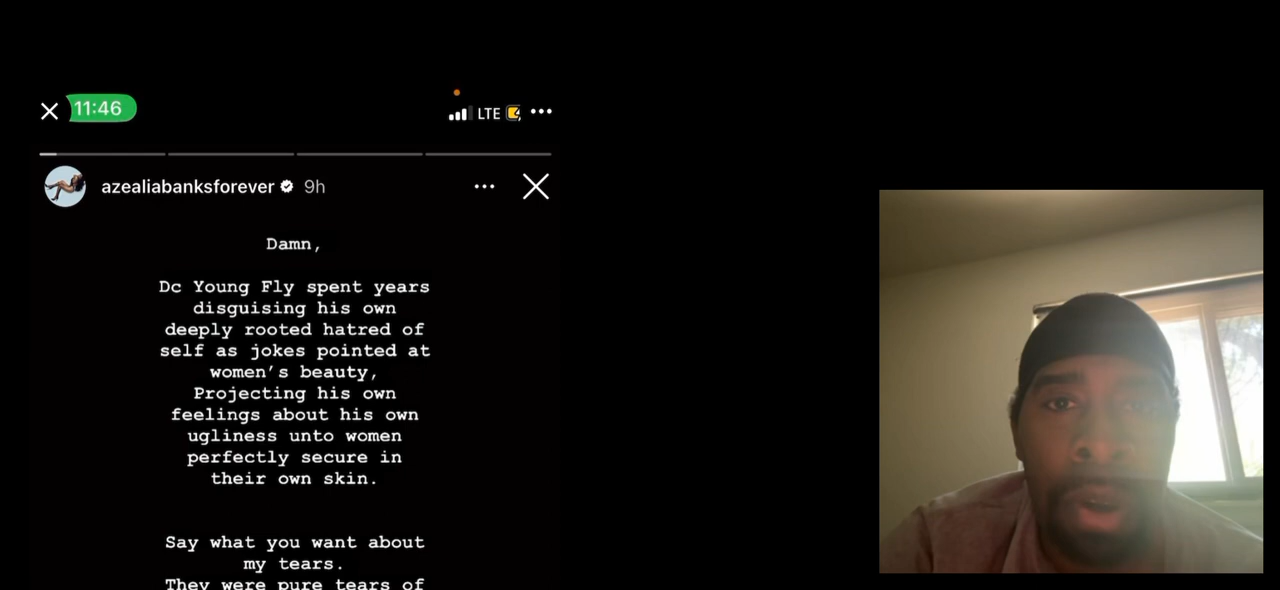 11:46
LTE
azealiabanksforever 9h
Damn,
Dc Young Fly spent years
disguising his own
deeply rooted hatred of
self as jokes pointed at
women's beauty,
Projecting his own
feelings about his own
ugliness unto women
perfectly secure in
their own skin.
Say what you want about
my tears.
They were pure tears of